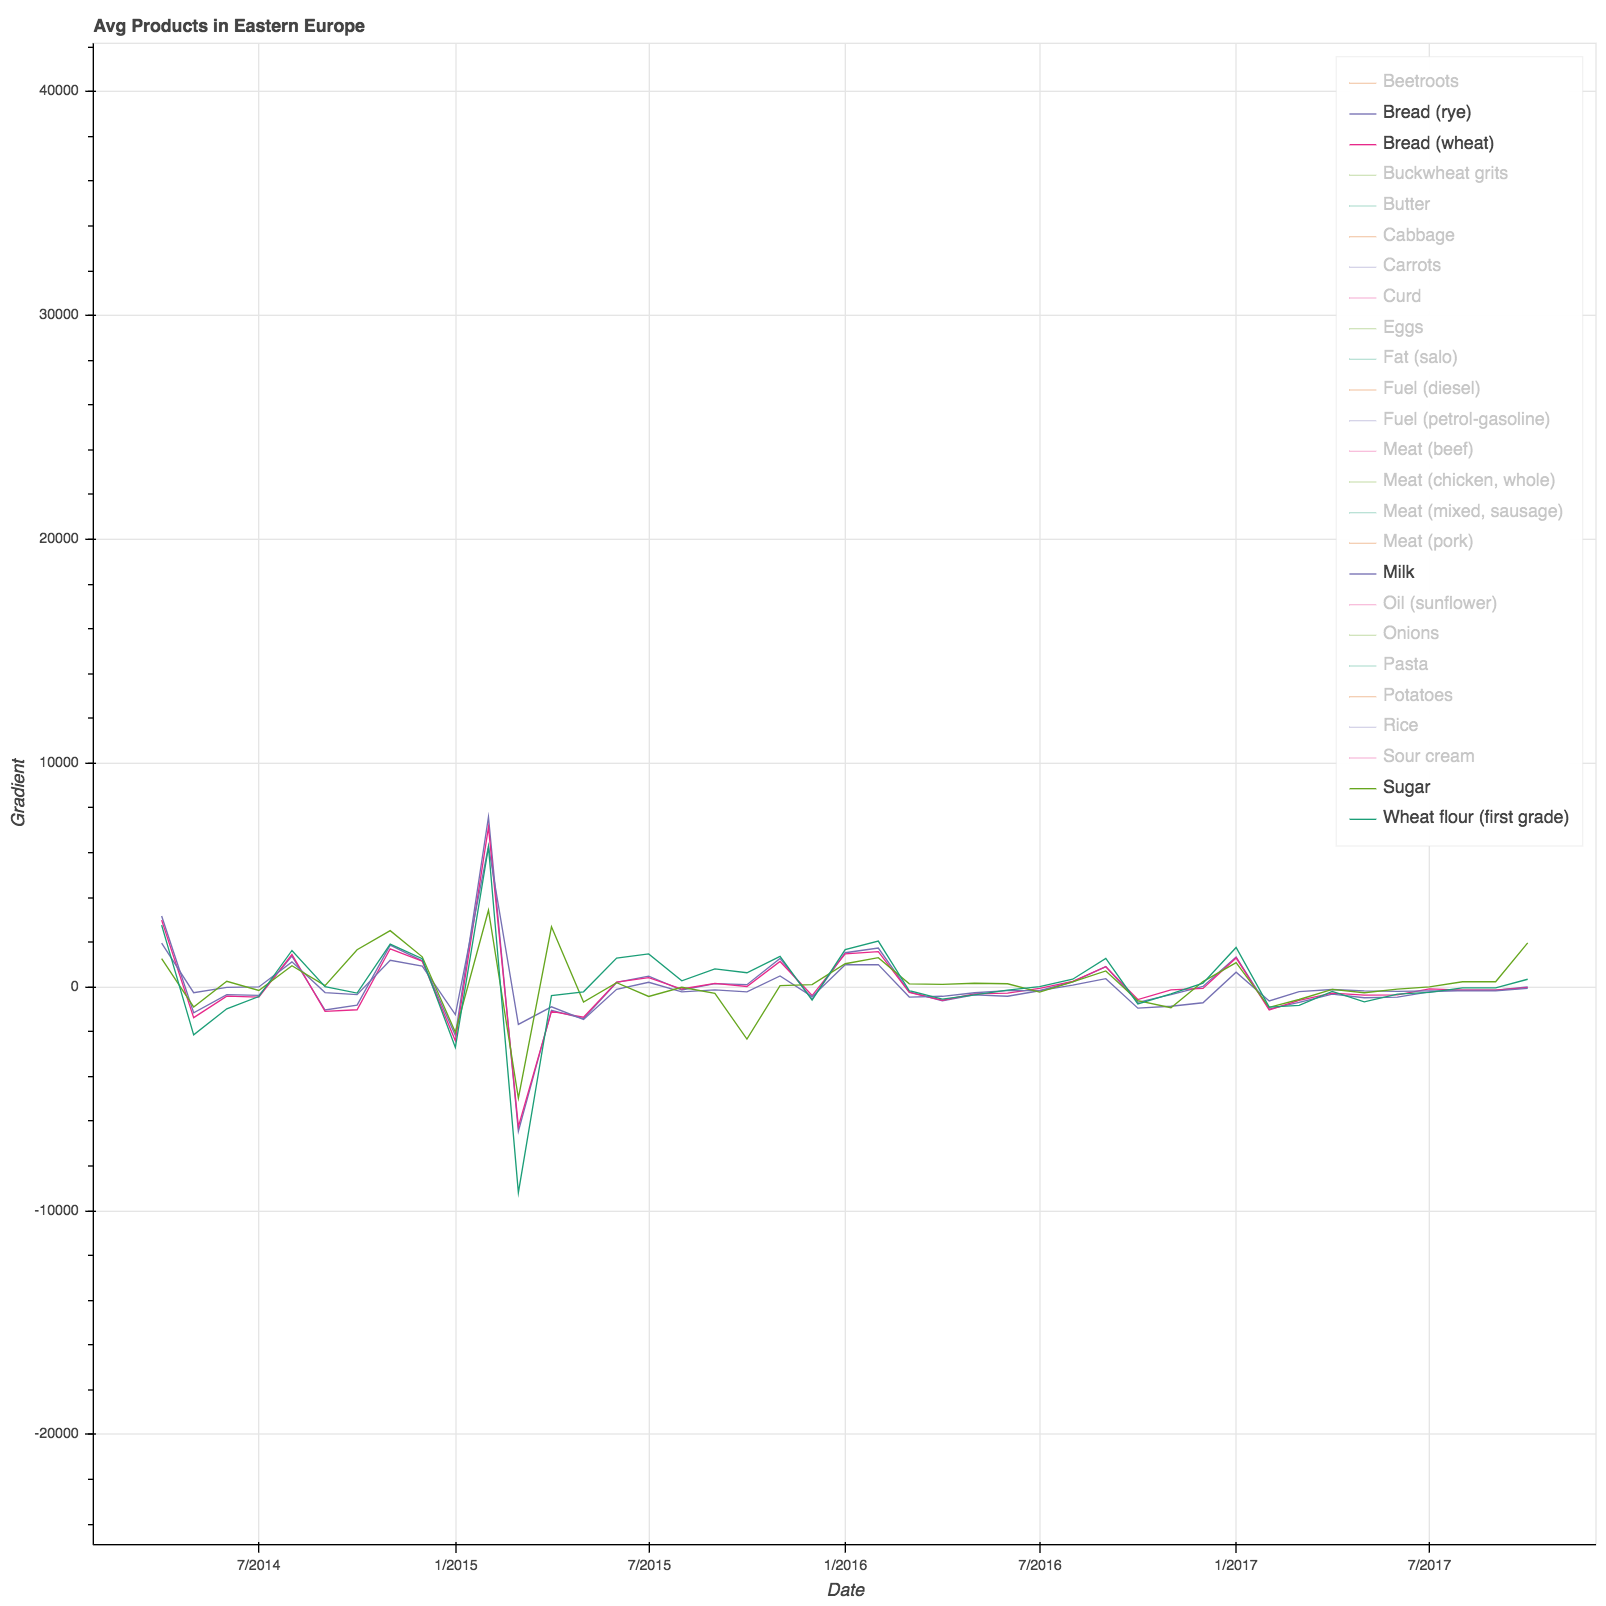 Avg Products in Eastern Europe
40000
30000
20000
10000
0
-10000
-20000
Gradient
Beetroots
Bread (rye)
Bread (wheat)
Buckwheat grits
Butter
Cabbage
Carrots
Curd
Eggs
Fat (salo)
Fuel (diesel)
Fuel (petrol-gasoline)
Meat (beef)
Meat (chicken, whole)
Meat (mixed, sausage)
Meat (pork)
Milk
Oil (sunflower)
Onions
Pasta
Potatoes
Rice
Sour cream
Sugar
Wheat flour (first grade)
7/2014 1/2015 7/2015 1/2016 7/2016 1/2017 7/2017
Date